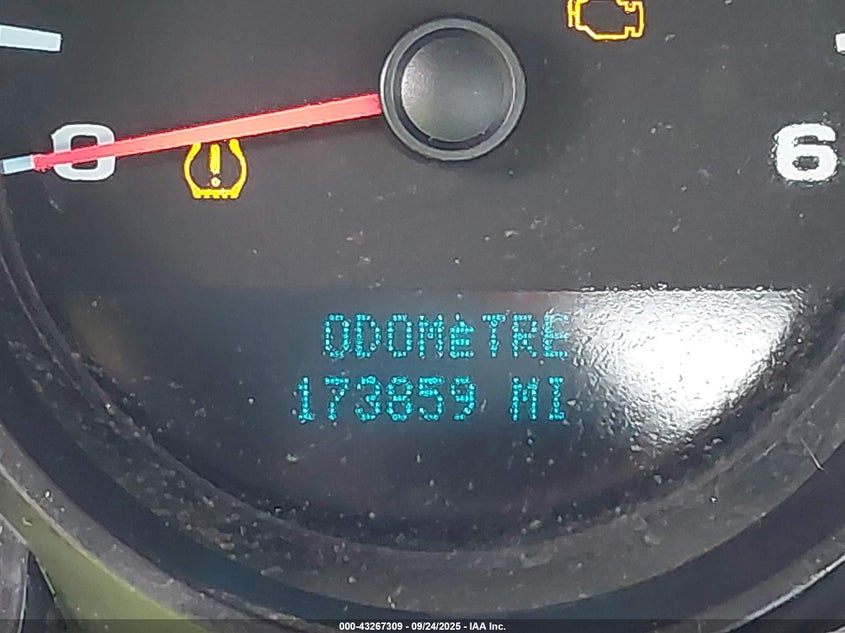 0
6
ODOMèTRE
173859 MI
000-43267309 - 09/24/2025 - IAA Inc.